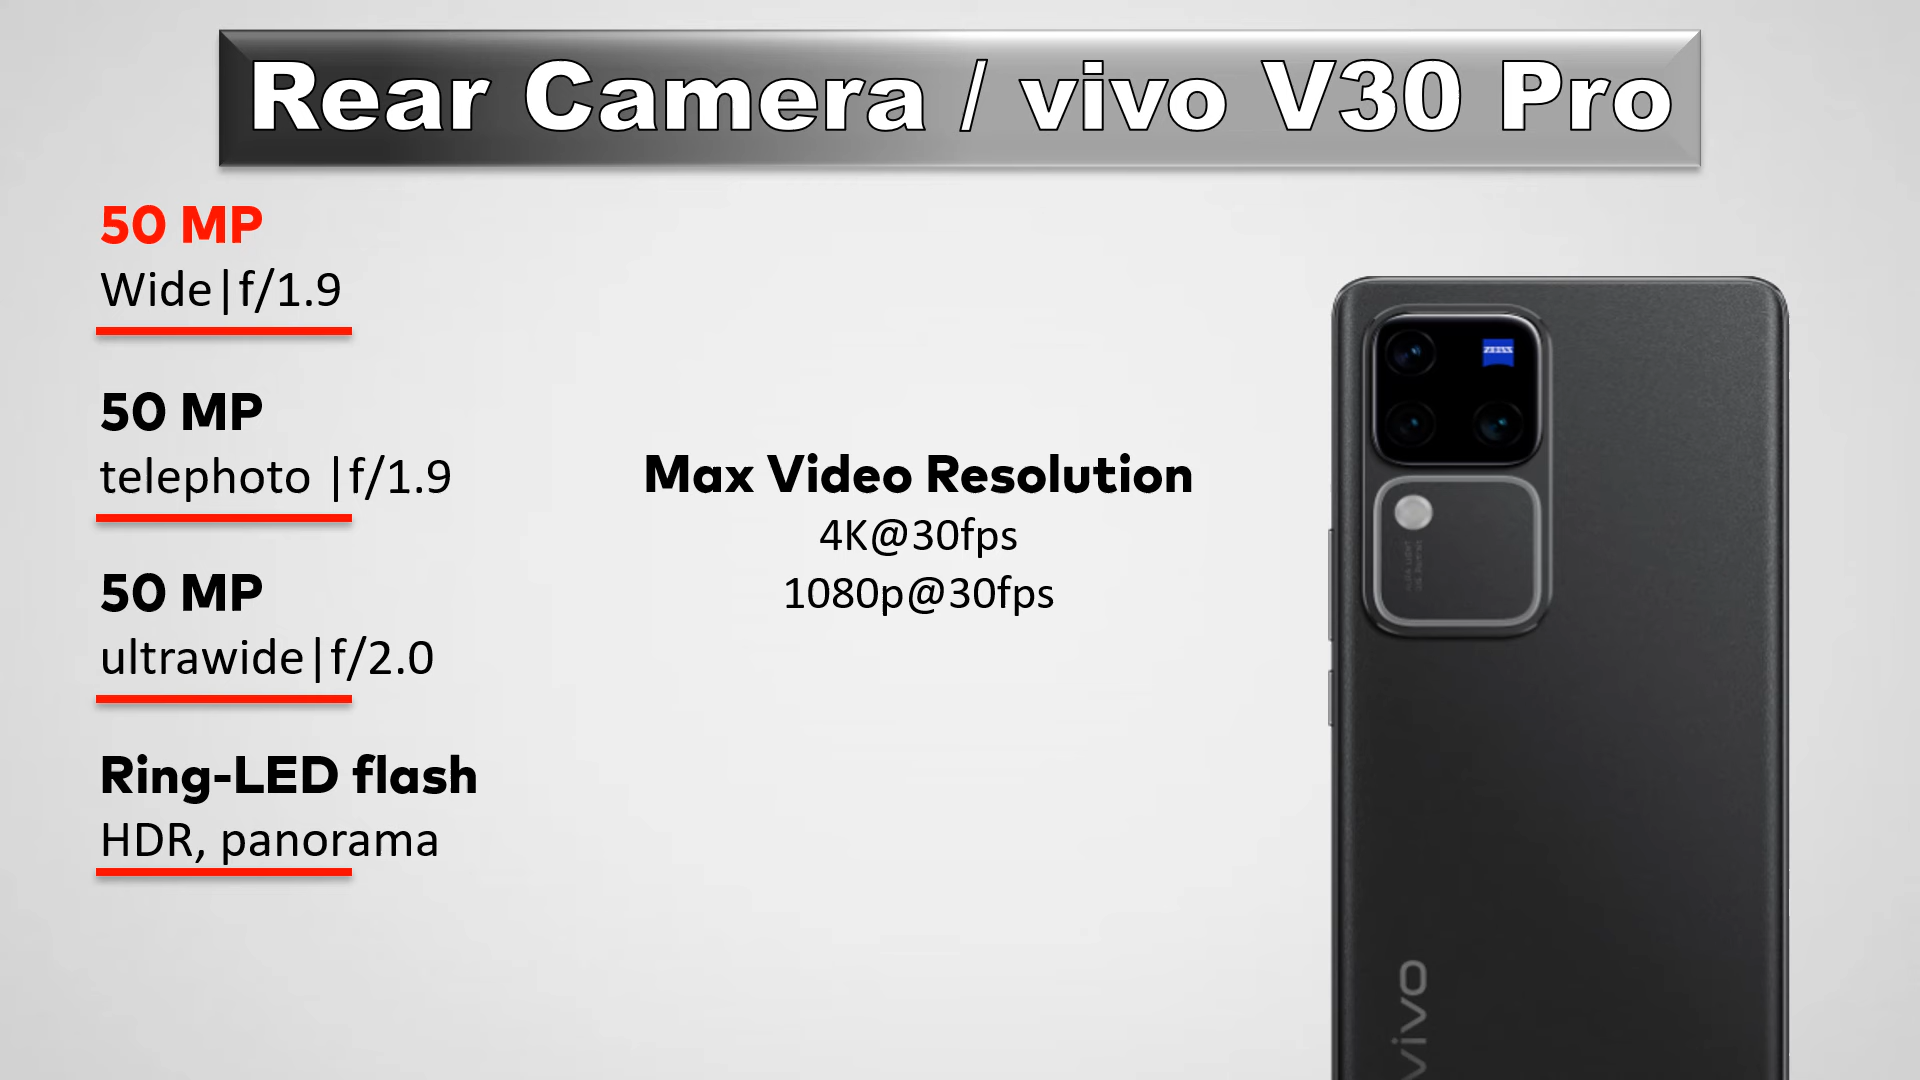 Rear Camera / vivo V30 Pro
50 MP
Wide|f/1.9
50 MP
telephoto |f/1.9
50 MP
ultrawide|f/2.0
Ring-LED flash
HDR, panorama
Max Video Resolution
4K@30fps
1080p@30fps
ZEISS
vivo